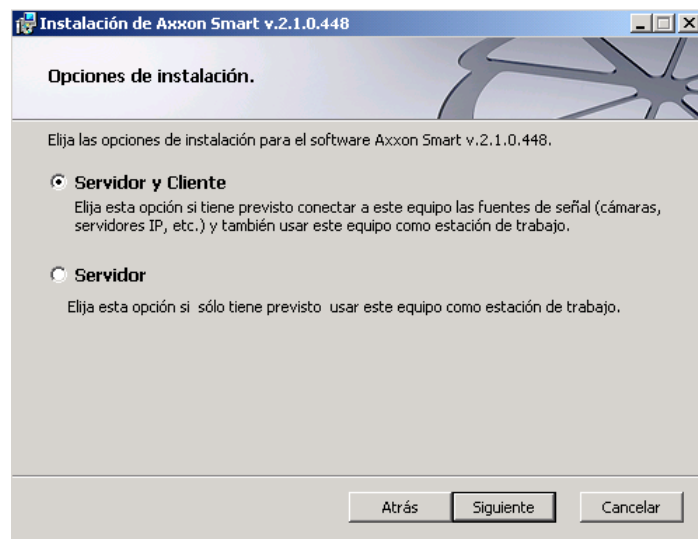 Instalación de Axxon Smart v.2.1.0.448
Opciones de instalación.
Elija las opciones de instalación para el software Axxon Smart v.2.1.0.448.
Servidor y Cliente
Elija esta opción si tiene previsto conectar a este equipo las fuentes de señal (cámaras,
servidores IP, etc.) y también usar este equipo como estación de trabajo.
Servidor
Elija esta opción si sólo tiene previsto usar este equipo como estación de trabajo.
Atrás
Siguiente
Cancelar